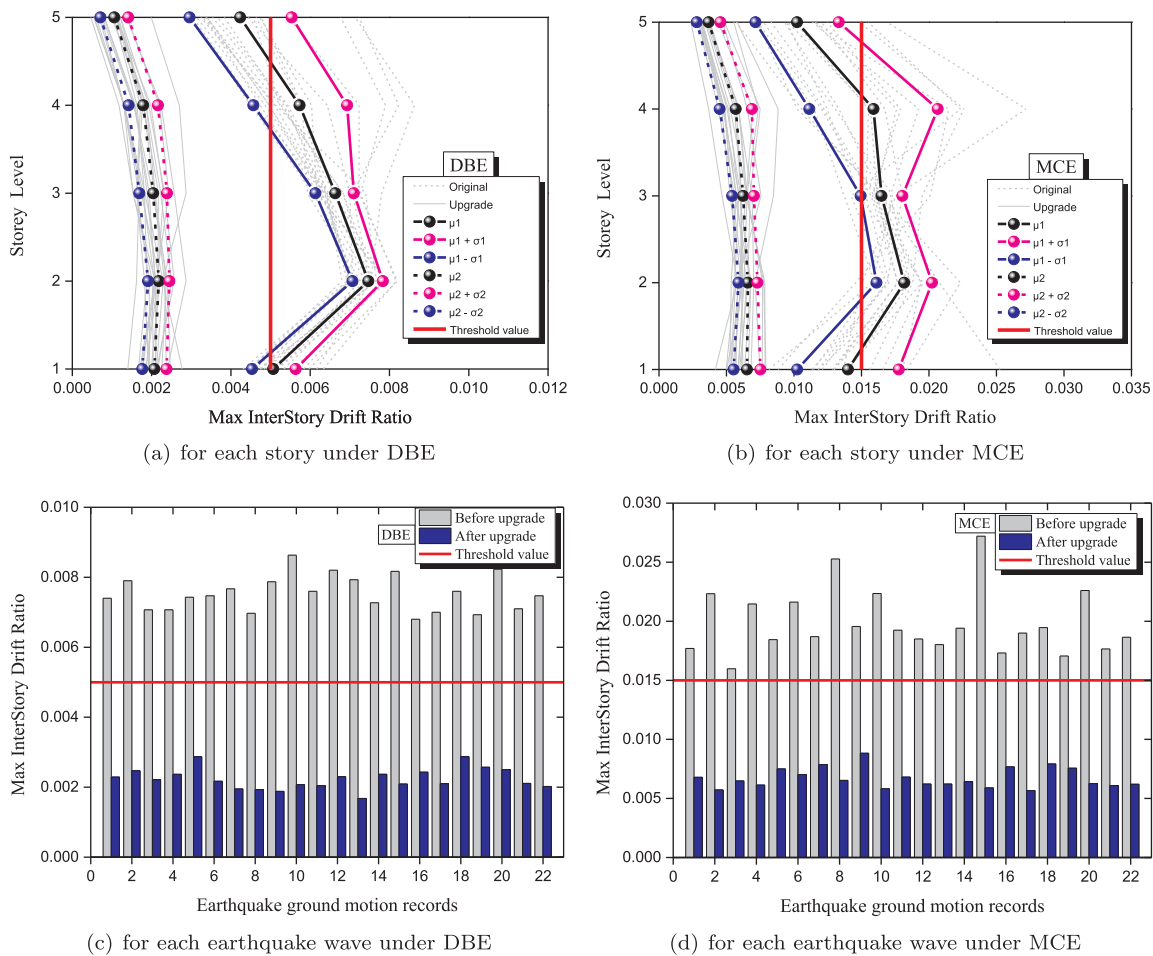 5
4
3
2
1
Storey Level
DBE
Original
Upgrade
μ1
μ1 + σ1
μ1 - σ1
μ2
μ2 + σ2
μ2 - σ2
Threshold value
0.000 0.002 0.004 0.006 0.008 0.010 0.012
Max InterStory Drift Ratio
(a) for each story under DBE
5
4
3
2
1
Storey Level
MCE
Original
Upgrade
μ1
μ1 + σ1
μ1 - σ1
μ2
μ2 + σ2
μ2 - σ2
Threshold value
0.000 0.005 0.010 0.015 0.020 0.025 0.030 0.035
Max InterStory Drift Ratio
(b) for each story under MCE
0.010
0.008
0.006
0.004
0.002
0.000
Max InterStory Drift Ratio
DBE
Before upgrade
After upgrade
Threshold value
0 2 4 6 8 10 12 14 16 18 20 22
Earthquake ground motion records
(c) for each earthquake wave under DBE
0.030
0.025
0.020
0.015
0.010
0.005
0.000
Max InterStory Drift Ratio
MCE
Before upgrade
After upgrade
Threshold value
0 2 4 6 8 10 12 14 16 18 20 22
Earthquake ground motion records
(d) for each earthquake wave under MCE